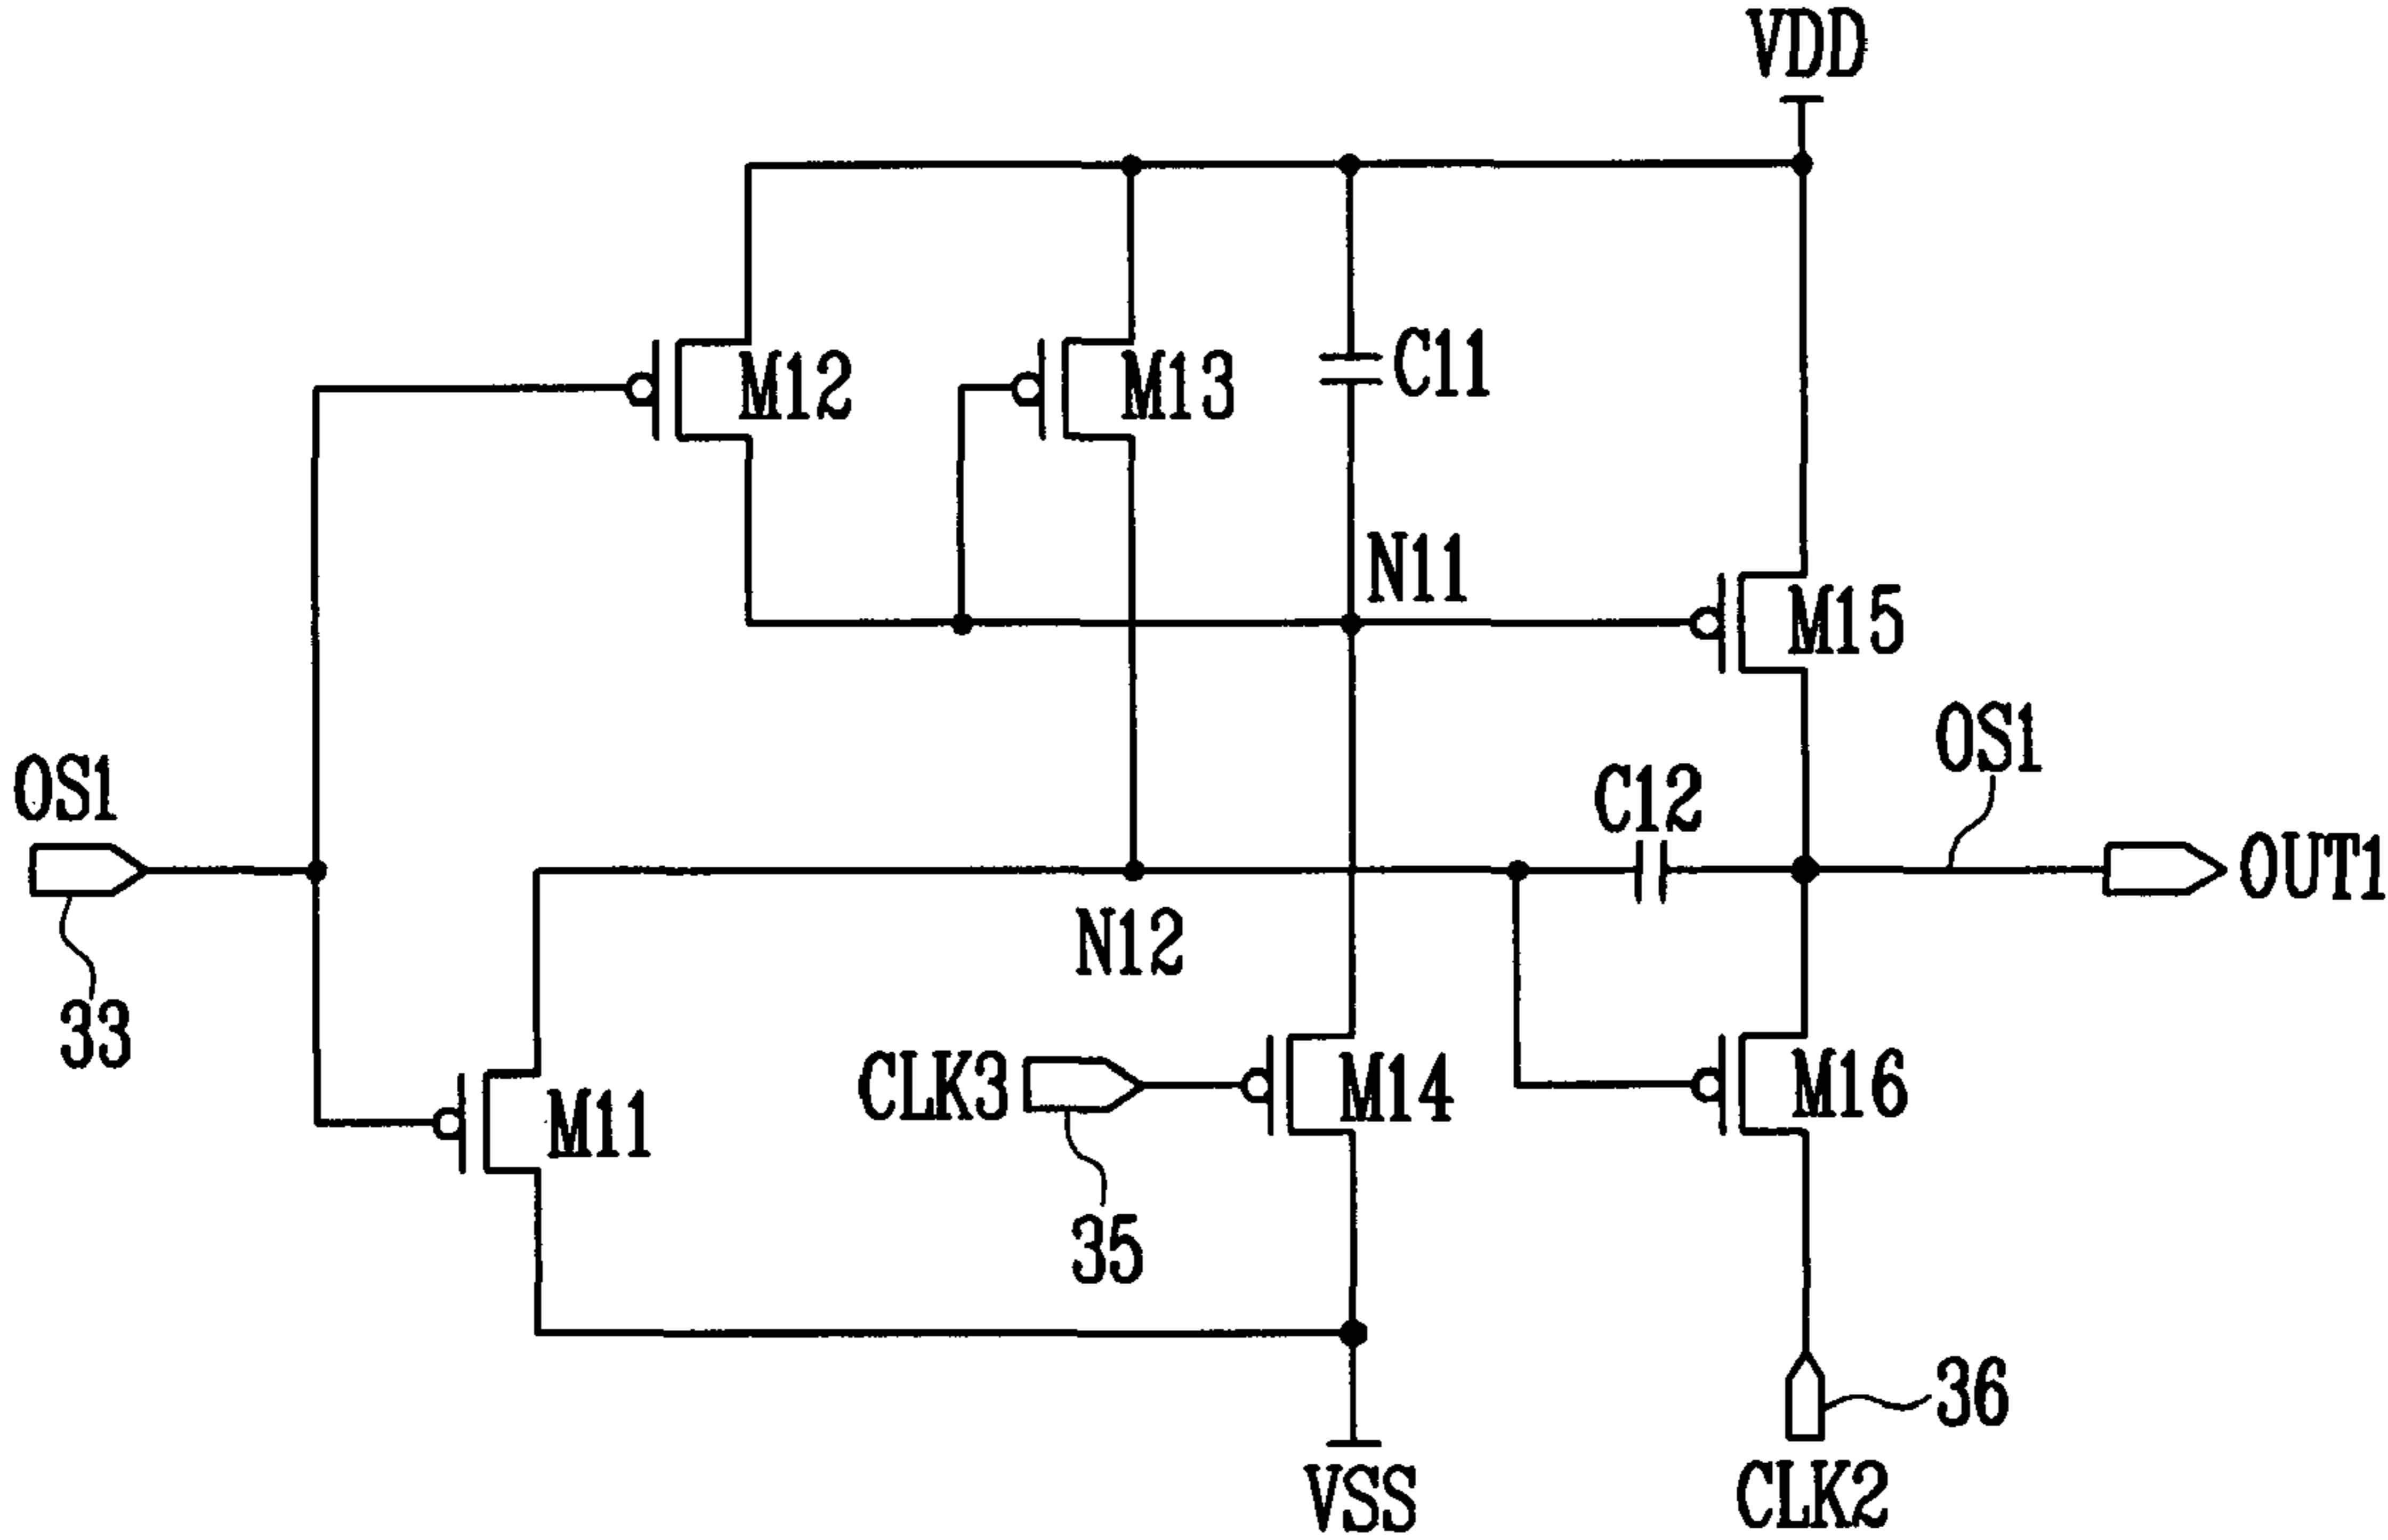 VDD
M12
M13
C11
N11
M15
OS1
OS1
C12
OUT1
N12
33
CLK3
M14
M16
M11
35
36
VSS
CLK2